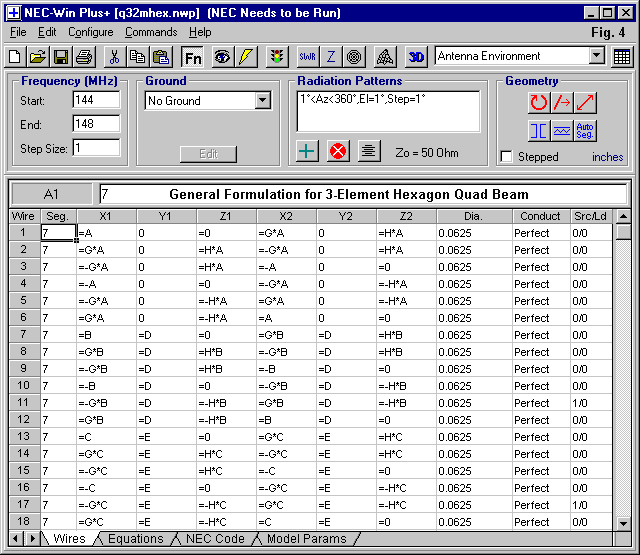 NEC-Win Plus+ [q32mhex.nwp] (NEC Needs to be Run)
File Edit Configure Commands Help Fig. 4
Fn SWR Z 3D Antenna Environment
Frequency (MHz)
Start: 144
End: 148
Step Size: 1
Ground
No Ground
Edit
Radiation Patterns
1°<Az<360°,El=1°,Step=1°
Zo = 50 Ohm
Geometry
Auto Seg.
Stepped inches
A1 7 General Formulation for 3-Element Hexagon Quad Beam
Wire Seg. X1 Y1 Z1 X2 Y2 Z2 Dia. Conduct Src/Ld
1 7 =A 0 =0 =G*A 0 =H*A 0.0625 Perfect 0/0
2 7 =G*A 0 =H*A =-G*A 0 =H*A 0.0625 Perfect 0/0
3 7 =-G*A 0 =H*A =-A 0 =0 0.0625 Perfect 0/0
4 7 =-A 0 =0 =-G*A 0 =-H*A 0.0625 Perfect 0/0
5 7 =-G*A 0 =-H*A =G*A 0 =-H*A 0.0625 Perfect 0/0
6 7 =G*A 0 =-H*A =A 0 =0 0.0625 Perfect 0/0
7 7 =B =D =0 =G*B =D =H*B 0.0625 Perfect 0/0
8 7 =G*B =D =H*B =-G*B =D =H*B 0.0625 Perfect 0/0
9 7 =-G*B =D =H*B =-B =D =0 0.0625 Perfect 0/0
10 7 =-B =D =0 =-G*B =D =-H*B 0.0625 Perfect 0/0
11 7 =-G*B =D =-H*B =G*B =D =-H*B 0.0625 Perfect 1/0
12 7 =G*B =D =-H*B =B =D =0 0.0625 Perfect 0/0
13 7 =C =E =0 =G*C =E =H*C 0.0625 Perfect 0/0
14 7 =G*C =E =H*C =-G*C =E =H*C 0.0625 Perfect 0/0
15 7 =-G*C =E =H*C =-C =E =0 0.0625 Perfect 0/0
16 7 =-C =E =0 =-G*C =E =-H*C 0.0625 Perfect 0/0
17 7 =-G*C =E =-H*C =G*C =E =-H*C 0.0625 Perfect 1/0
18 7 =G*C =E =-H*C =C =E =0 0.0625 Perfect 0/0
Wires Equations NEC Code Model Params